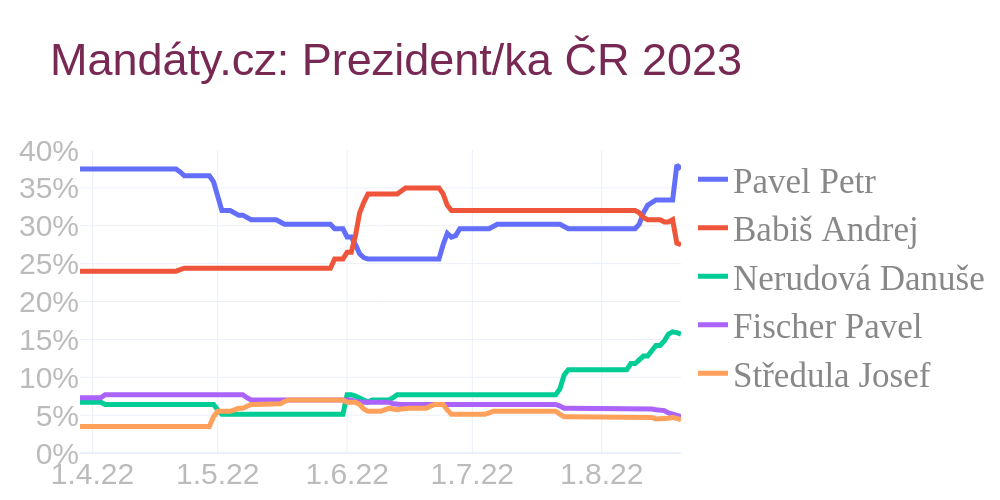 Mandáty.cz: Prezident/ka ČR 2023
40%
35%
30%
25%
20%
15%
10%
5%
0%
1.4.22 1.5.22 1.6.22 1.7.22 1.8.22
Pavel Petr
Babiš Andrej
Nerudová Danuše
Fischer Pavel
Středula Josef